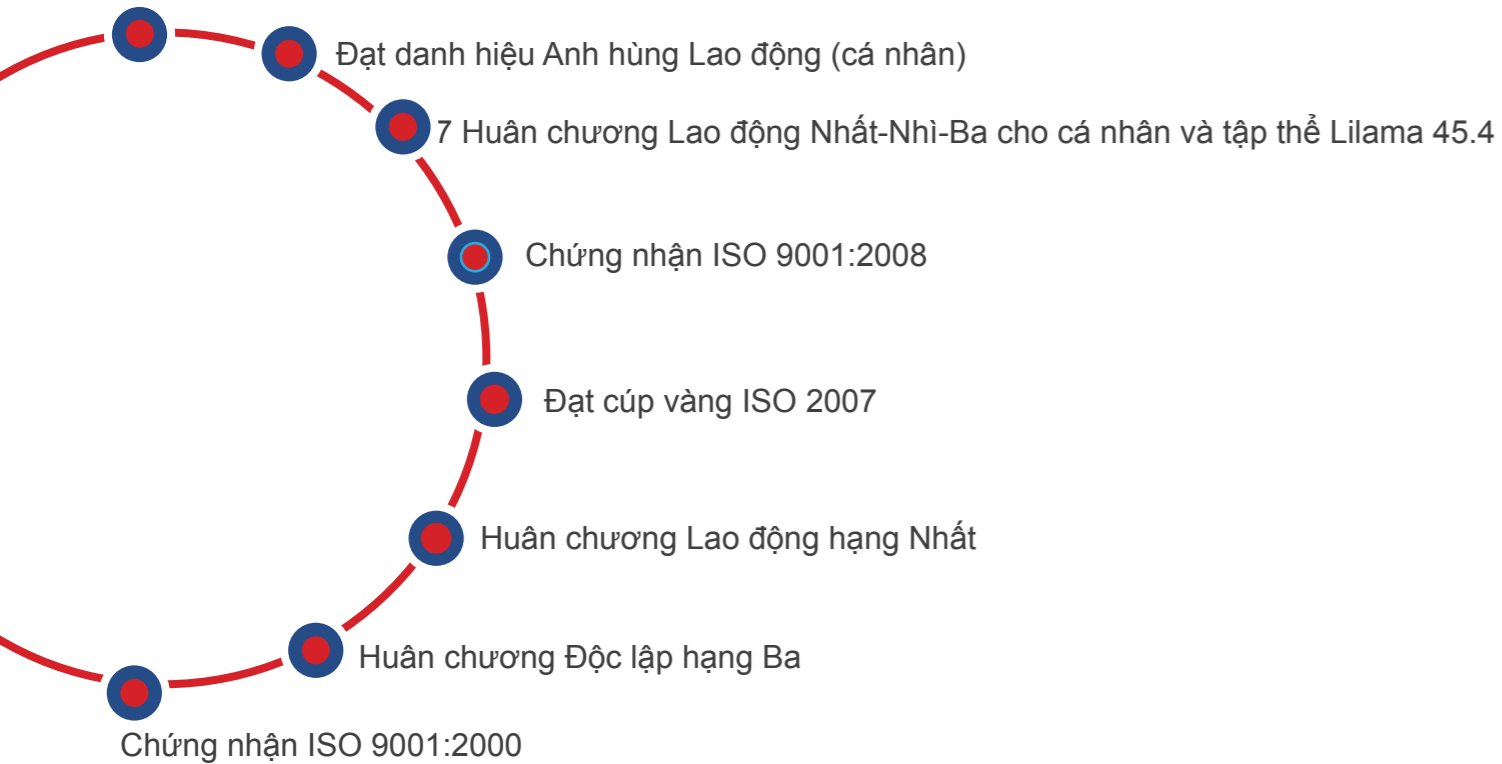 Đạt danh hiệu Anh hùng Lao động (cá nhân)
7 Huân chương Lao động Nhất-Nhì-Ba cho cá nhân và tập thể Lilama 45.4
Chứng nhận ISO 9001:2008
Đạt cúp vàng ISO 2007
Huân chương Lao động hạng Nhất
Huân chương Độc lập hạng Ba
Chứng nhận ISO 9001:2000